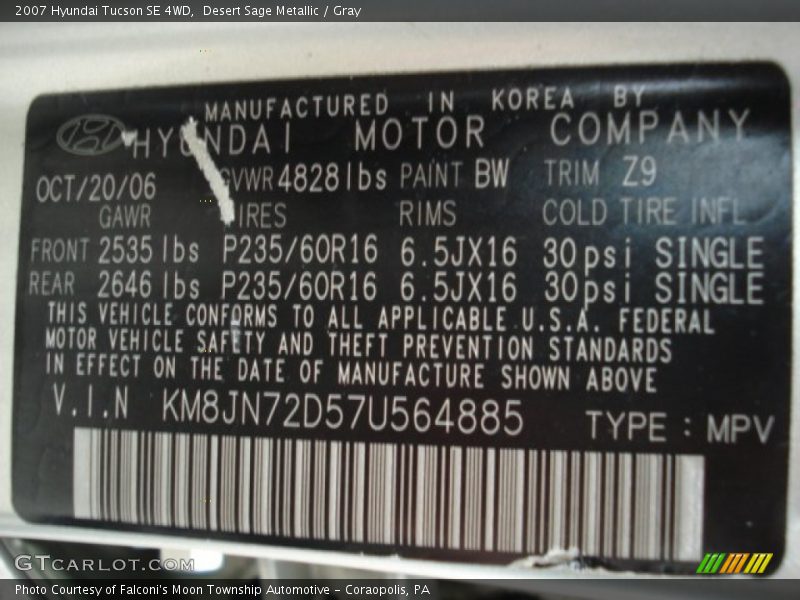 2007 Hyundai Tucson SE 4WD,  Desert Sage Metallic / Gray
MANUFACTURED IN KOREA BY
HYUNDAI MOTOR COMPANY
OCT/20/06 GVWR 4828lbs PAINT BW TRIM Z9
GAWR TIRES RIMS COLD TIRE INFL
FRONT 2535 lbs P235/60R16 6.5JX16 30psi SINGLE
REAR 2646 lbs P235/60R16 6.5JX16 30psi SINGLE
THIS VEHICLE CONFORMS TO ALL APPLICABLE U.S.A. FEDERAL
MOTOR VEHICLE SAFETY AND THEFT PREVENTION STANDARDS
IN EFFECT ON THE DATE OF MANUFACTURE SHOWN ABOVE
V.I.N KM8JN72D57U564885 TYPE : MPV
GTCARLOT.COM
Photo Courtesy of Falconi's Moon Township Automotive - Coraopolis, PA